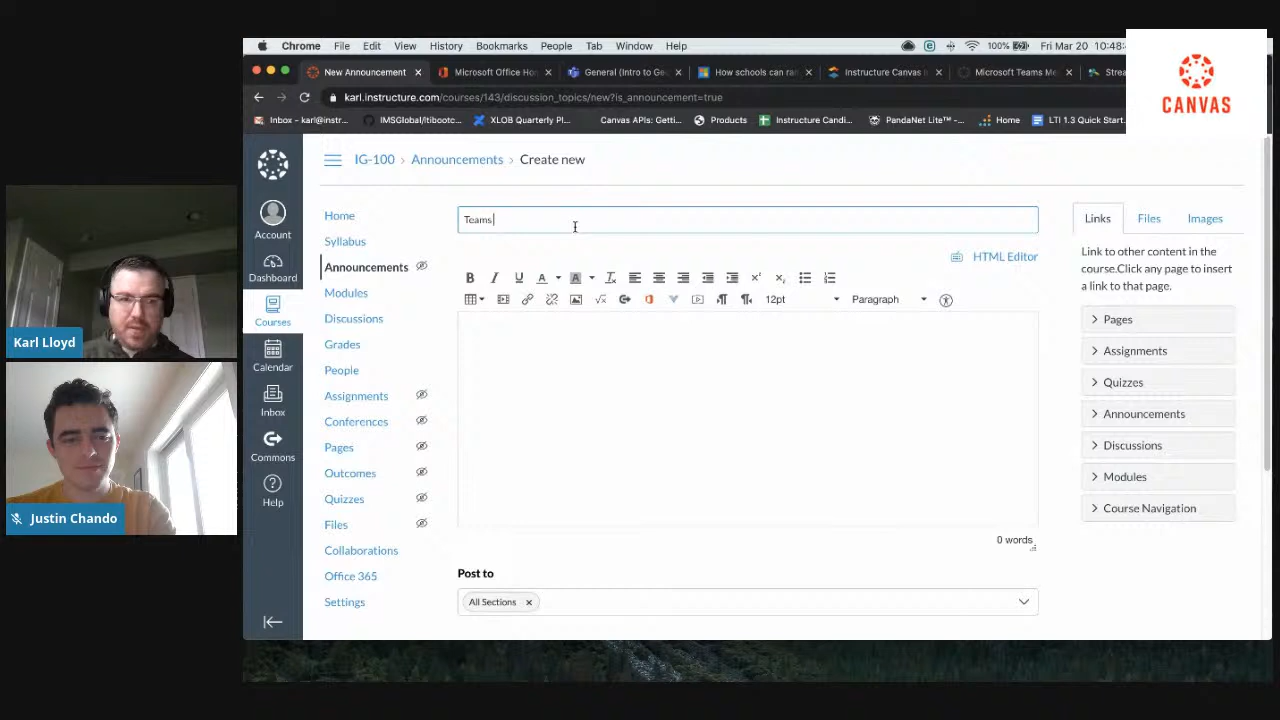 Chrome File Edit View History Bookmarks People Tab Window Help 100% Fri Mar 20 10:48
New Announcement Microsoft Office Ho General (Intro to Ge How schools can ra Instructure Canvas Microsoft Teams Me Stre
karl.instructure.com/courses/143/discussion_topics/new?is_announcement=true
Inbox - karl@instr... IMSGlobal/ltibootc... XLOB Quarterly Pl... Canvas APIs: Getti... Products Instructure Candi... PandaNet Lite™ -... Home LTI 1.3 Quick Start
CANVAS
IG-100 › Announcements › Create new
Account
Dashboard
Courses
Calendar
Inbox
Commons
Help
Home
Syllabus
Announcements
Modules
Discussions
Grades
People
Assignments
Conferences
Pages
Outcomes
Quizzes
Files
Collaborations
Office 365
Settings
Teams
HTML Editor
12pt Paragraph
0 words
Post to
All Sections
Links Files Images
Link to other content in the
course.Click any page to insert
a link to that page.
Pages
Assignments
Quizzes
Announcements
Discussions
Modules
Course Navigation
Karl Lloyd
Justin Chando